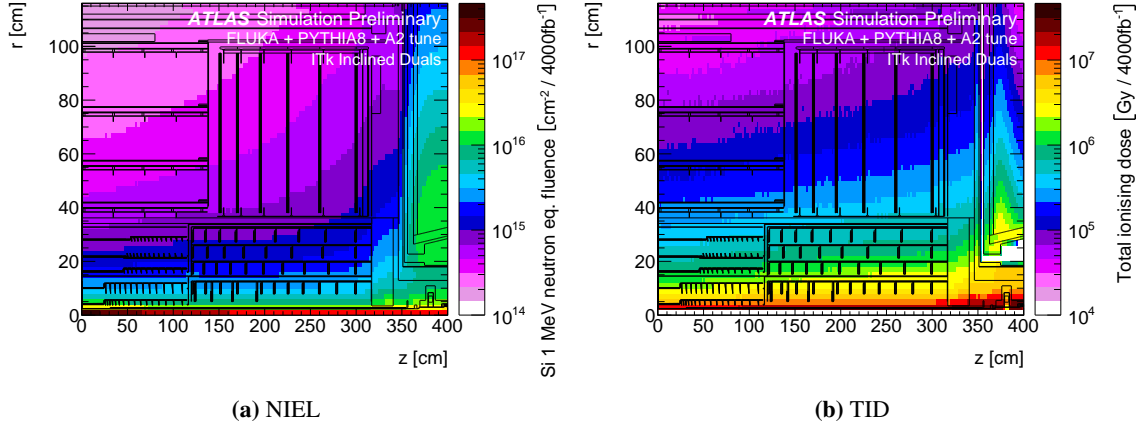 r [cm]
100
80
60
40
20
0
0 50 100 150 200 250 300 350 400
z [cm]
ATLAS Simulation Preliminary
FLUKA + PYTHIA8 + A2 tune
ITk Inclined Duals
10^17
10^16
10^15
10^14
Si 1 MeV neutron eq. fluence [cm^-2 / 4000fb^-1]
(a) NIEL
r [cm]
100
80
60
40
20
0
0 50 100 150 200 250 300 350 400
z [cm]
ATLAS Simulation Preliminary
FLUKA + PYTHIA8 + A2 tune
ITk Inclined Duals
10^7
10^6
10^5
10^4
Total ionising dose [Gy / 4000fb^-1]
(b) TID